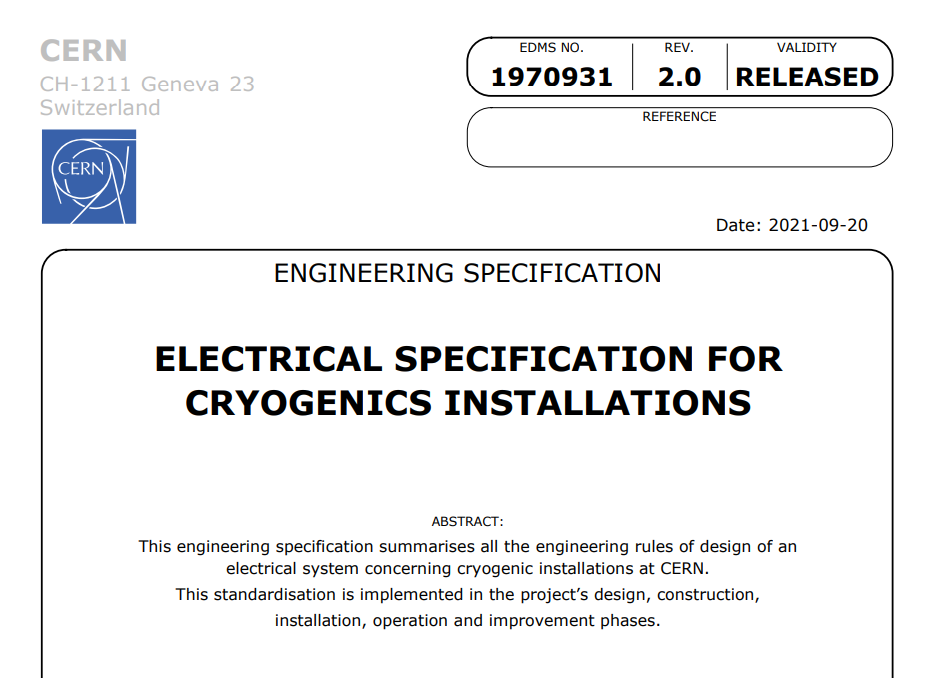 CERN
CH-1211 Geneva 23
Switzerland
CERN
EDMS NO. REV. VALIDITY
1970931 2.0 RELEASED
REFERENCE
Date: 2021-09-20
ENGINEERING SPECIFICATION
ELECTRICAL SPECIFICATION FOR
CRYOGENICS INSTALLATIONS
ABSTRACT:
This engineering specification summarises all the engineering rules of design of an
electrical system concerning cryogenic installations at CERN.
This standardisation is implemented in the project’s design, construction,
installation, operation and improvement phases.